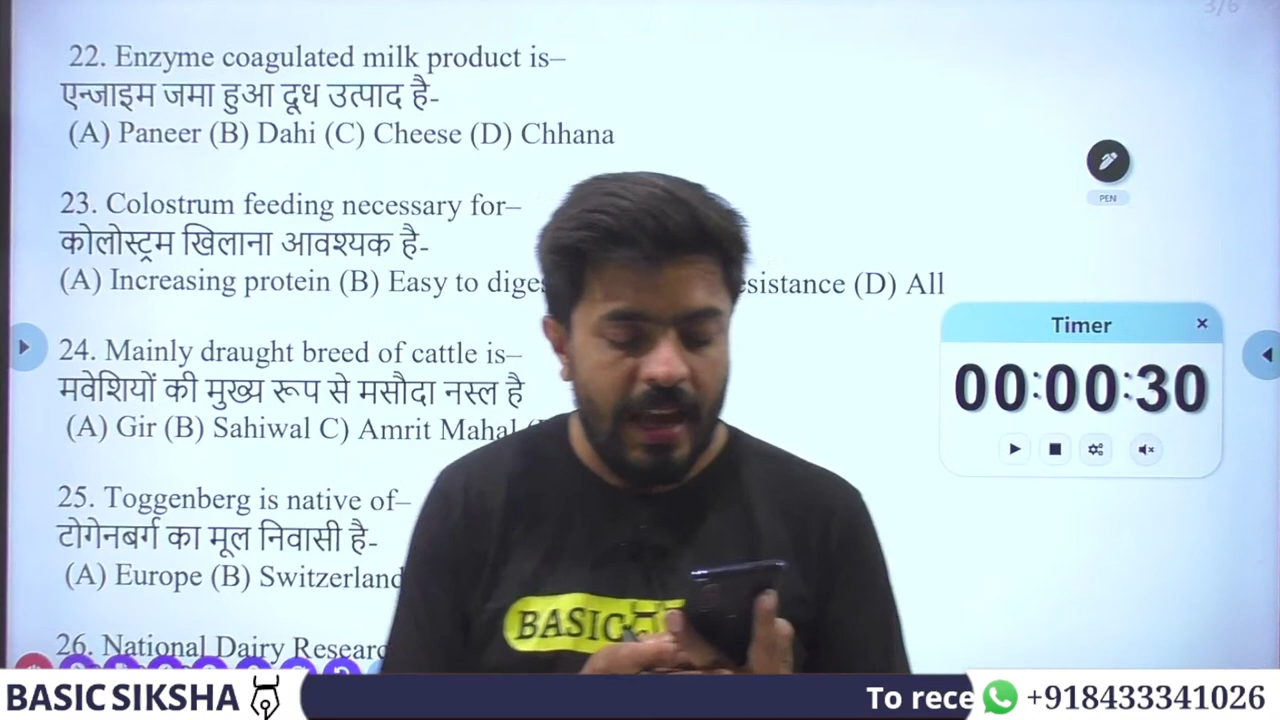 3/6
22. Enzyme coagulated milk product is–
एन्जाइम जमा हुआ दूध उत्पाद है-
(A) Paneer (B) Dahi (C) Cheese (D) Chhana
23. Colostrum feeding necessary for–
कोलोस्ट्रम खिलाना आवश्यक है-
(A) Increasing protein (B) Easy to diges esistance (D) All
24. Mainly draught breed of cattle is–
मवेशियों की मुख्य रूप से मसौदा नस्ल है
(A) Gir (B) Sahiwal C) Amrit Mahal
25. Toggenberg is native of–
टोगेनबर्ग का मूल निवासी है-
(A) Europe (B) Switzerland
26. National Dairy Researc
PEN
Timer
00:00:30
BASIC
BASIC SIKSHA
To rece
+918433341026